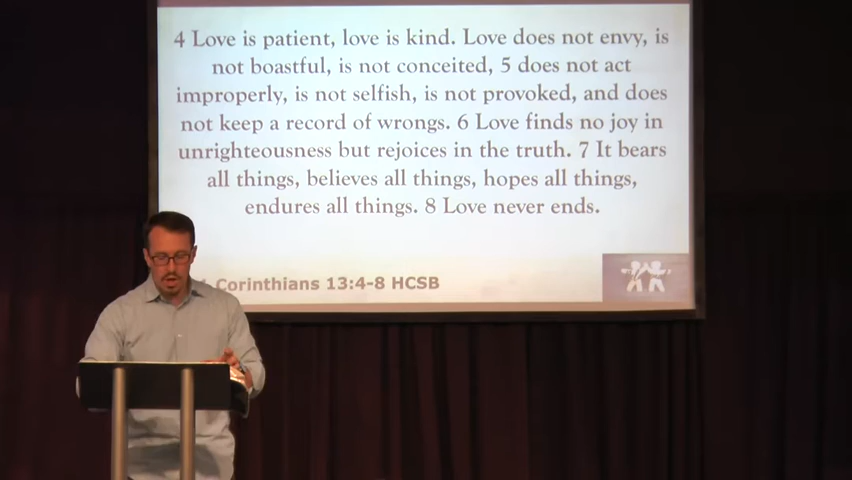 4 Love is patient, love is kind. Love does not envy, is
not boastful, is not conceited, 5 does not act
improperly, is not selfish, is not provoked, and does
not keep a record of wrongs. 6 Love finds no joy in
unrighteousness but rejoices in the truth. 7 It bears
all things, believes all things, hopes all things,
endures all things. 8 Love never ends.
Corinthians 13:4-8 HCSB